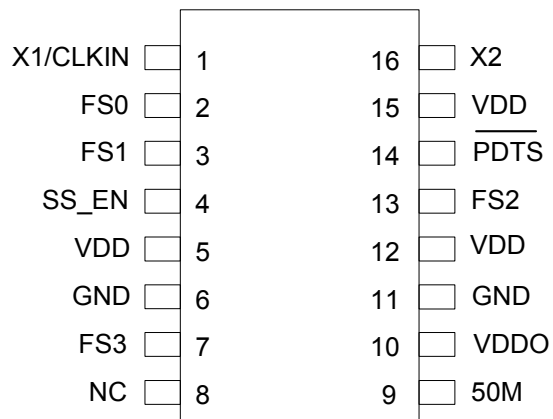 X1/CLKIN 1 16 X2
FS0 2 15 VDD
FS1 3 14 PDTS
SS_EN 4 13 FS2
VDD 5 12 VDD
GND 6 11 GND
FS3 7 10 VDDO
NC 8 9 50M